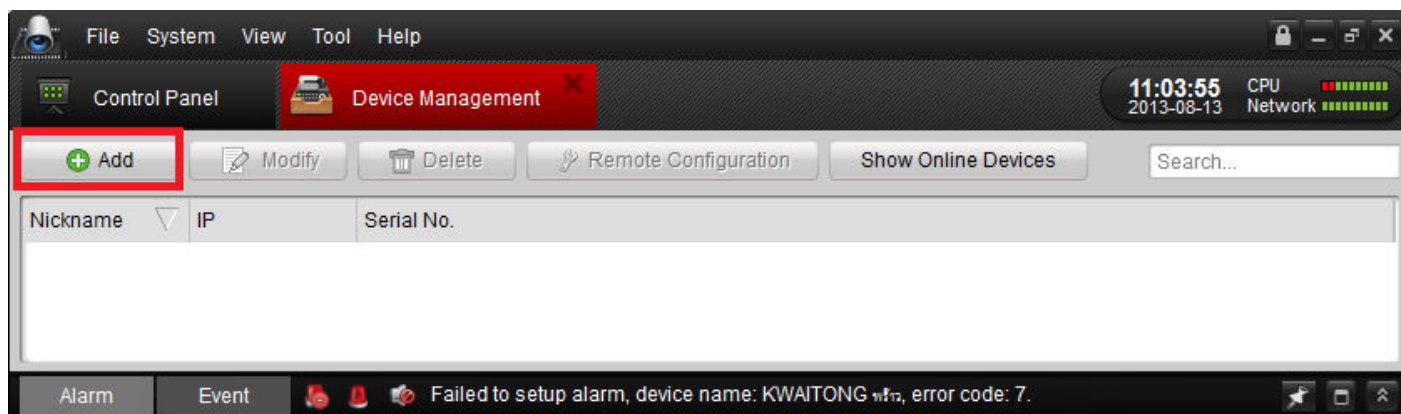 File System View Tool Help
Control Panel Device Management 11:03:55 CPU
2013-08-13 Network
Add Modify Delete Remote Configuration Show Online Devices Search...
Nickname IP Serial No.
Alarm Event Failed to setup alarm, device name: KWAITONG , error code: 7.